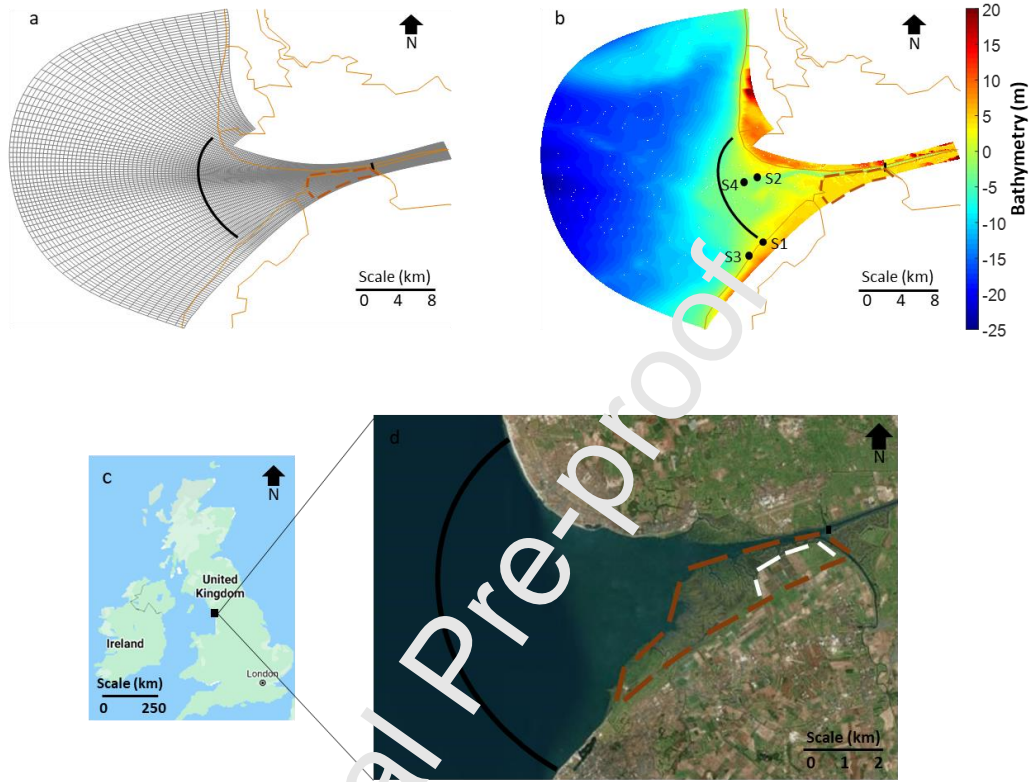 a
N
Scale (km)
0 4 8
b
N
S4
S2
S1
S3
Scale (km)
0 4 8
20
15
10
5
0
-5
-10
-15
-20
-25
Bathymetry (m)
c
N
United
Kingdom
Ireland
London
Scale (km)
0 250
d
N
Scale (km)
0 1 2
al Pre-proof